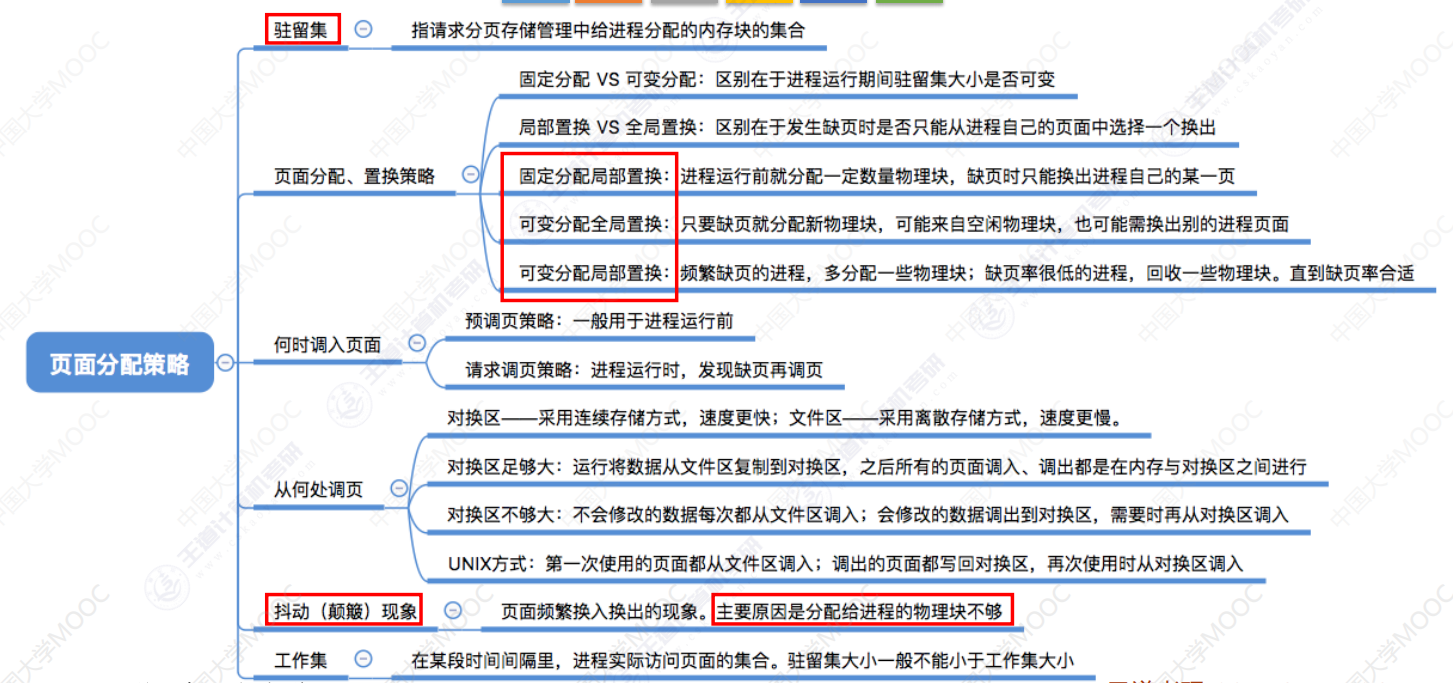 驻留集
指请求分页存储管理中给进程分配的内存块的集合
固定分配 VS 可变分配：区别在于进程运行期间驻留集大小是否可变
局部置换 VS 全局置换：区别在于发生缺页时是否只能从进程自己的页面中选择一个换出
页面分配、置换策略
固定分配局部置换：进程运行前就分配一定数量物理块，缺页时只能换出进程自己的某一页
可变分配全局置换：只要缺页就分配新物理块，可能来自空闲物理块，也可能需换出别的进程页面
可变分配局部置换：频繁缺页的进程，多分配一些物理块；缺页率很低的进程，回收一些物理块。直到缺页率合适
页面分配策略
何时调入页面
预调页策略：一般用于进程运行前
请求调页策略：进程运行时，发现缺页再调页
从何处调页
对换区——采用连续存储方式，速度更快；文件区——采用离散存储方式，速度更慢。
对换区足够大：运行将数据从文件区复制到对换区，之后所有的页面调入、调出都是在内存与对换区之间进行
对换区不够大：不会修改的数据每次都从文件区调入；会修改的数据调出到对换区，需要时再从对换区调入
UNIX方式：第一次使用的页面都从文件区调入；调出的页面都写回对换区，再次使用时从对换区调入
抖动（颠簸）现象
页面频繁换入换出的现象。主要原因是分配给进程的物理块不够
工作集
在某段时间间隔里，进程实际访问页面的集合。驻留集大小一般不能小于工作集大小
中国大学MOOC
王道计算机考研
www.cskaoyan.com